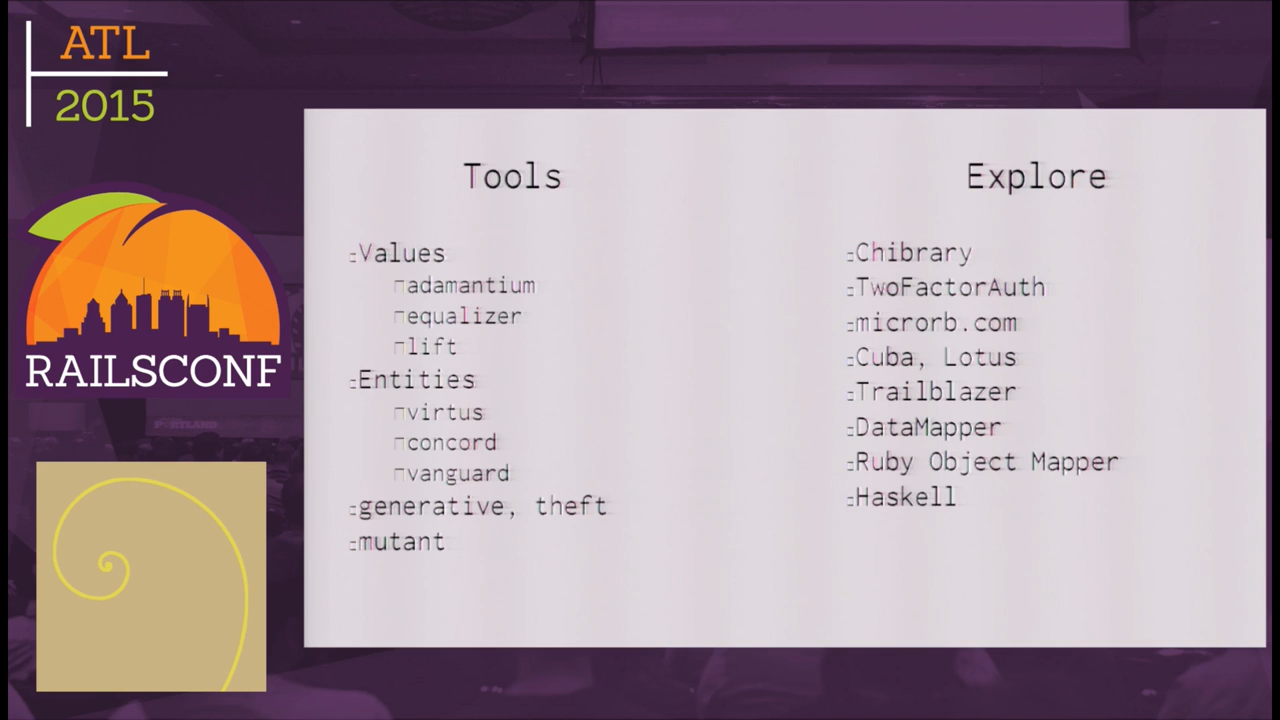 ATL
2015
RAILSCONF
PORTLAND
Tools
Values
adamantium
equalizer
lift
Entities
virtus
concord
vanguard
generative, theft
mutant
Explore
Chibrary
TwoFactorAuth
microrb.com
Cuba, Lotus
Trailblazer
DataMapper
Ruby Object Mapper
Haskell